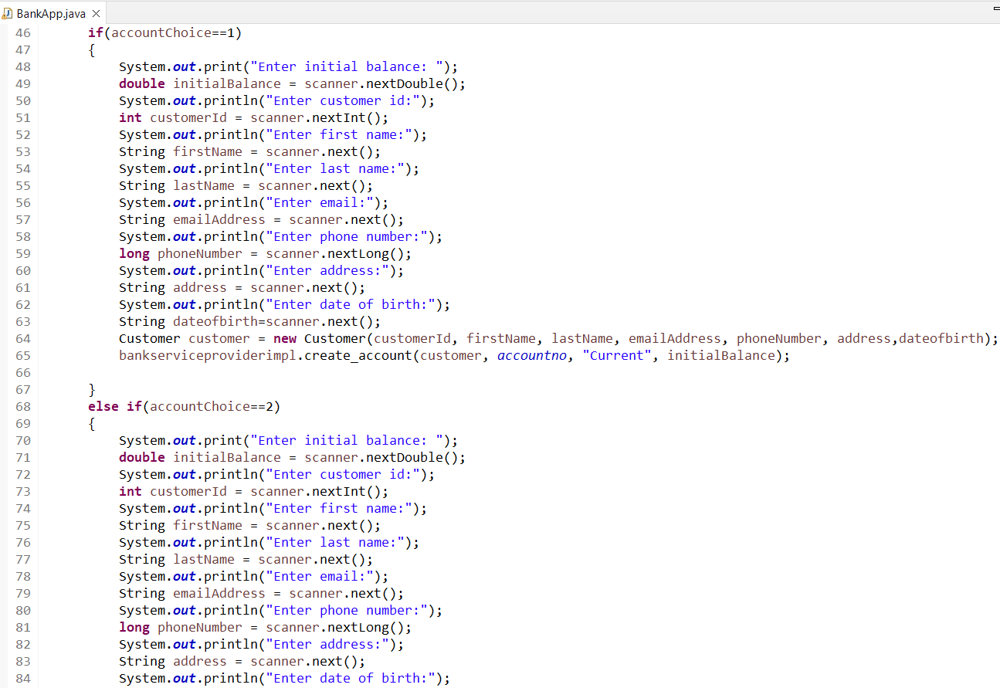 BankApp.java
46 if(accountChoice==1)
47 {
48 System.out.print("Enter initial balance: ");
49 double initialBalance = scanner.nextDouble();
50 System.out.println("Enter customer id:");
51 int customerId = scanner.nextInt();
52 System.out.println("Enter first name:");
53 String firstName = scanner.next();
54 System.out.println("Enter last name:");
55 String lastName = scanner.next();
56 System.out.println("Enter email:");
57 String emailAddress = scanner.next();
58 System.out.println("Enter phone number:");
59 long phoneNumber = scanner.nextLong();
60 System.out.println("Enter address:");
61 String address = scanner.next();
62 System.out.println("Enter date of birth:");
63 String dateofbirth=scanner.next();
64 Customer customer = new Customer(customerId, firstName, lastName, emailAddress, phoneNumber, address,dateofbirth);
65 bankserviceproviderimpl.create_account(customer, accountno, "Current", initialBalance);
66
67 }
68 else if(accountChoice==2)
69 {
70 System.out.print("Enter initial balance: ");
71 double initialBalance = scanner.nextDouble();
72 System.out.println("Enter customer id:");
73 int customerId = scanner.nextInt();
74 System.out.println("Enter first name:");
75 String firstName = scanner.next();
76 System.out.println("Enter last name:");
77 String lastName = scanner.next();
78 System.out.println("Enter email:");
79 String emailAddress = scanner.next();
80 System.out.println("Enter phone number:");
81 long phoneNumber = scanner.nextLong();
82 System.out.println("Enter address:");
83 String address = scanner.next();
84 System.out.println("Enter date of birth:");